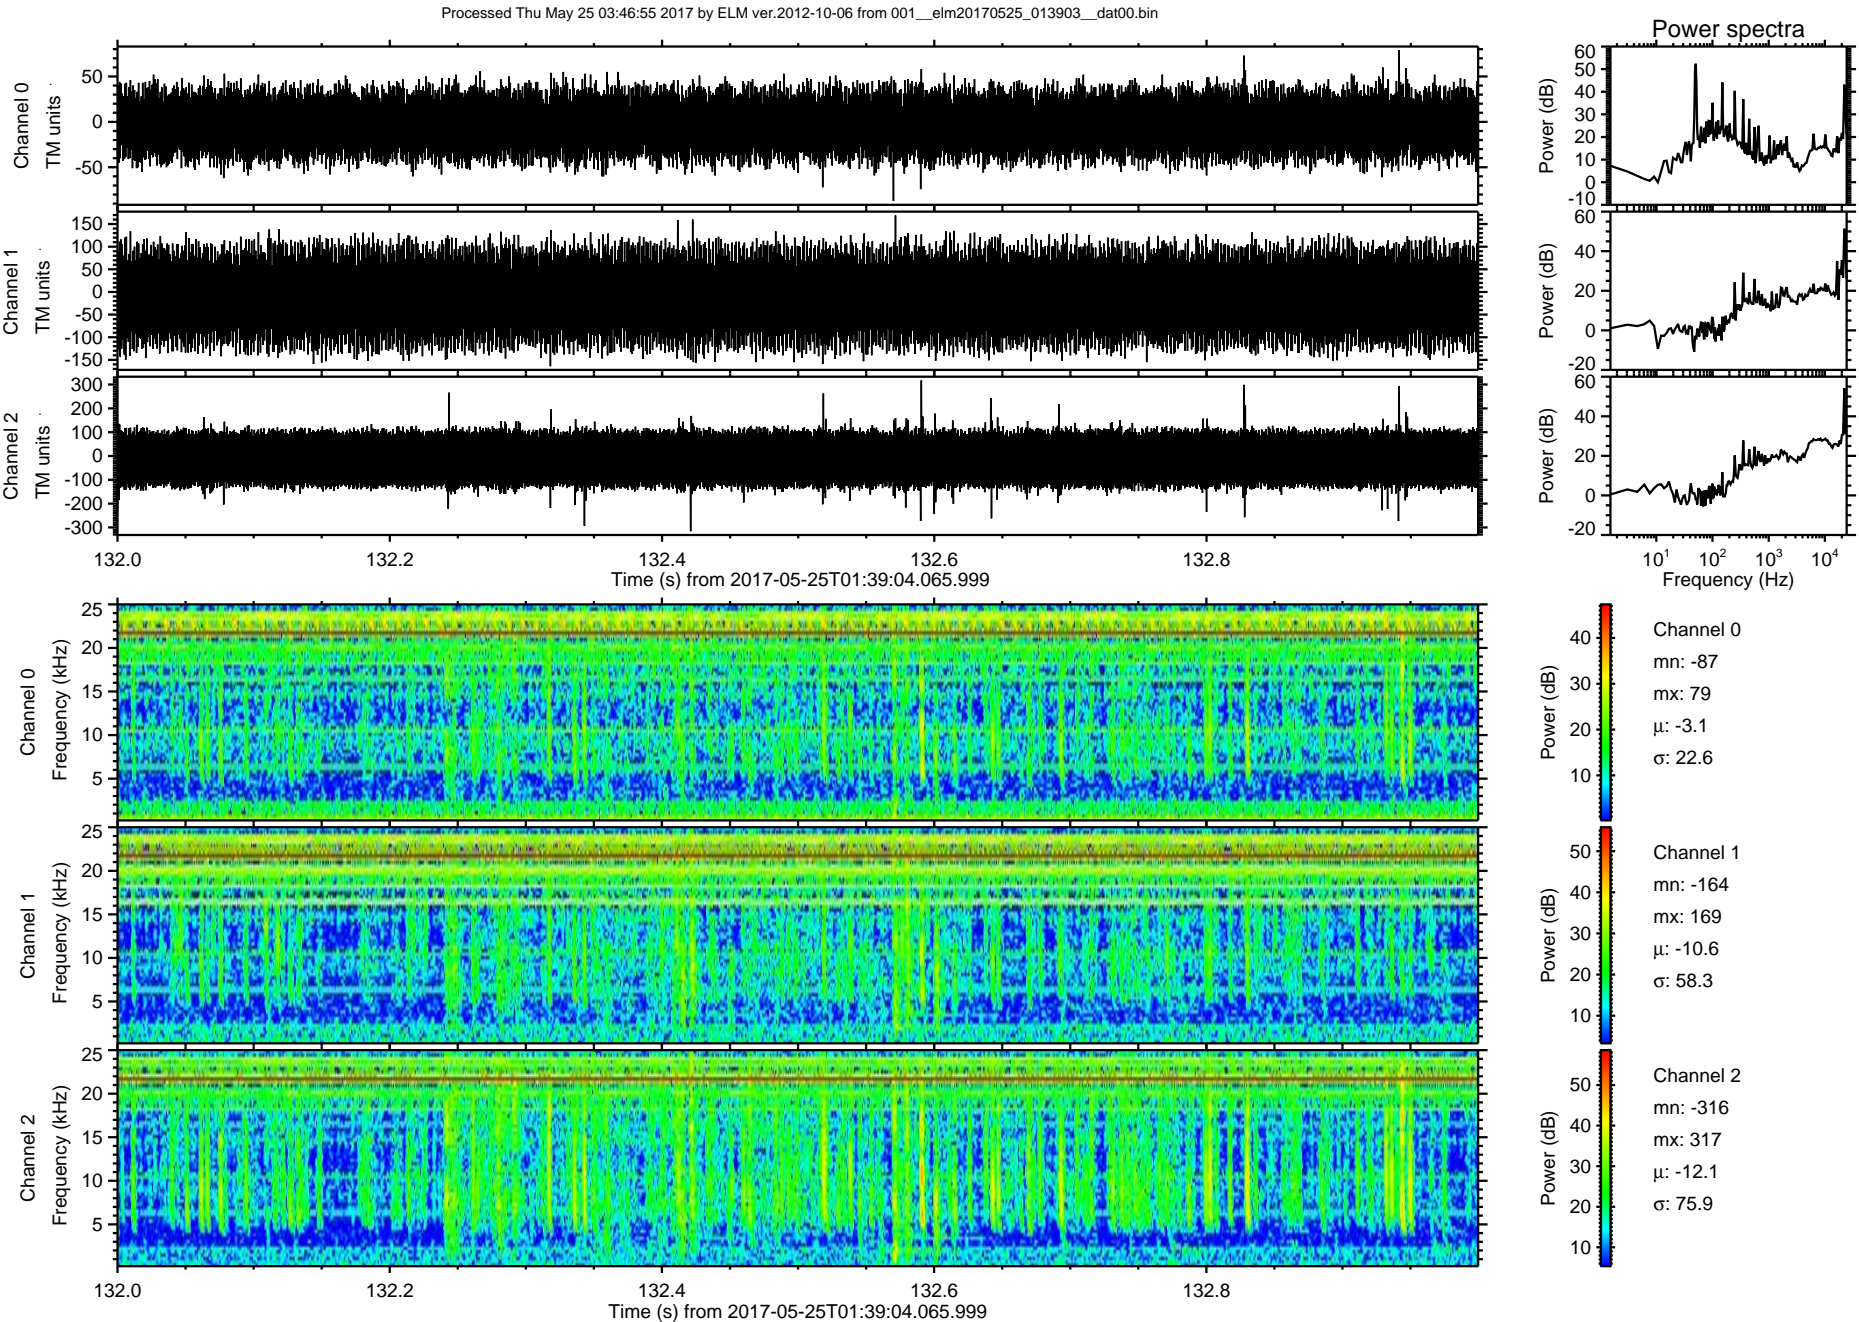 Processed Thu May 25 03:46:55 2017 by ELM ver.2012-10-06 from 001__elm20170525_013903__dat00.bin
Power spectra
Channel 0
TM units
50
0
-50
Power (dB)
60
50
40
30
20
10
0
-10
Channel 1
TM units
150
100
50
0
-50
-100
-150
Power (dB)
60
40
20
0
-20
Channel 2
TM units
300
200
100
0
-100
-200
-300
Power (dB)
60
40
20
0
-20
132.0 132.2 132.4 132.6 132.8
Time (s) from 2017-05-25T01:39:04.065.999
10¹ 10² 10³ 10⁴
Frequency (Hz)
Channel 0
Frequency (kHz)
25
20
15
10
5
Power (dB)
40
30
20
10
Channel 0
mn: -87
mx: 79
μ: -3.1
σ: 22.6
Channel 1
Frequency (kHz)
25
20
15
10
5
Power (dB)
50
40
30
20
10
Channel 1
mn: -164
mx: 169
μ: -10.6
σ: 58.3
Channel 2
Frequency (kHz)
25
20
15
10
5
Power (dB)
50
40
30
20
10
Channel 2
mn: -316
mx: 317
μ: -12.1
σ: 75.9
132.0 132.2 132.4 132.6 132.8
Time (s) from 2017-05-25T01:39:04.065.999